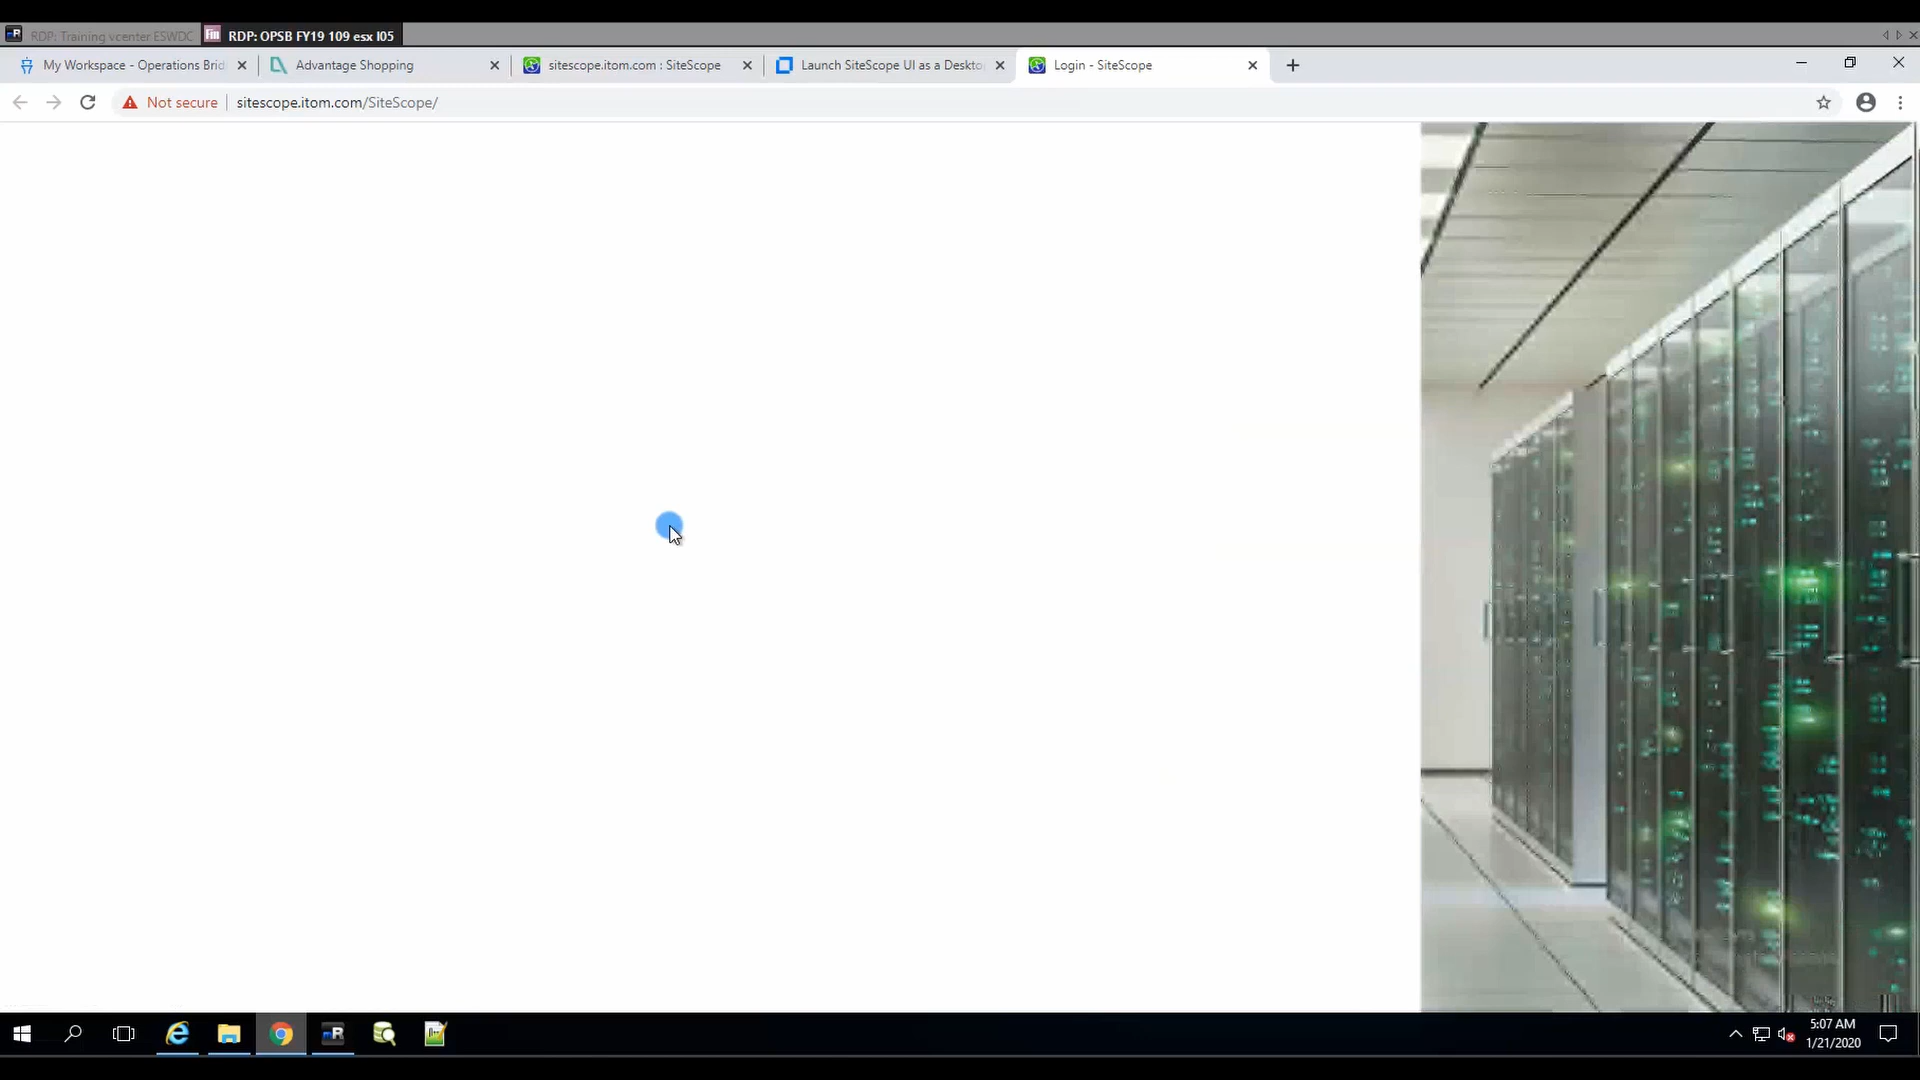 RDP: Training vcenter ESWDC
RDP: OPSB FY19 109 esx I05
My Workspace - Operations Brid
Advantage Shopping
sitescope.itom.com : SiteScope
Launch SiteScope UI as a Deskto
Login - SiteScope
Not secure
sitescope.itom.com/SiteScope/
5:07 AM
1/21/2020